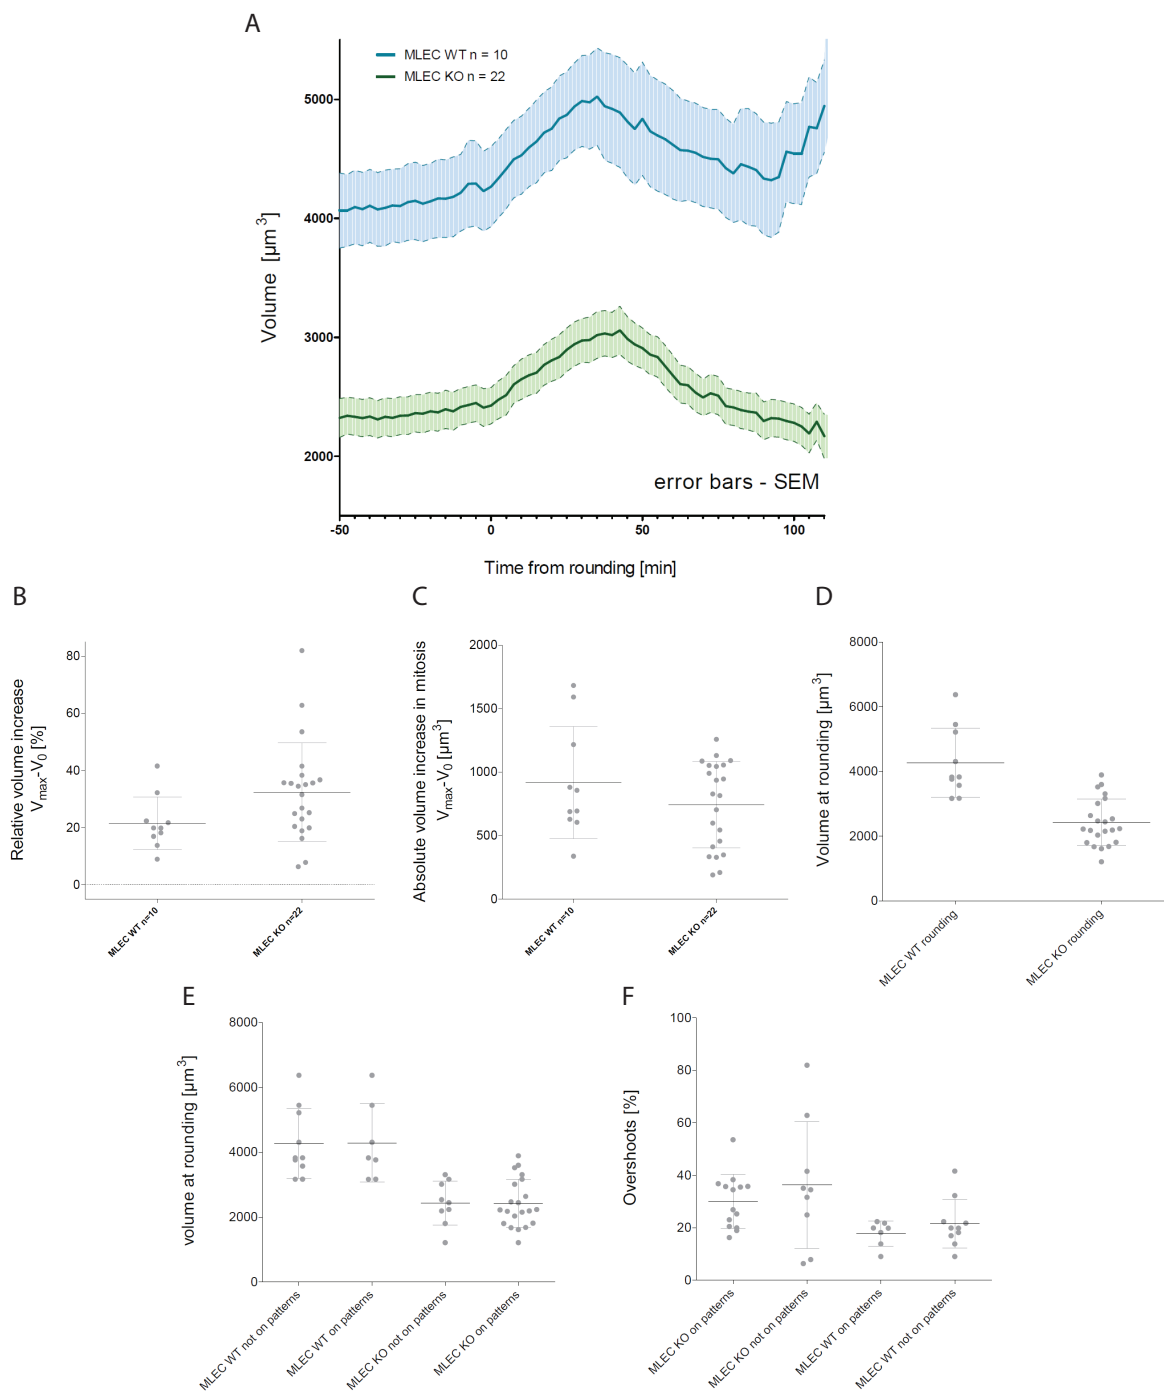 A
MLEC WT n = 10
MLEC KO n = 22
5000
4000
3000
2000
Volume [µm³]
error bars - SEM
-50 0 50 100
Time from rounding [min]
B
Relative volume increase
Vmax-V0 [%]
80
60
40
20
0
MLEC WT n=10
MLEC KO n=22
C
Absolute volume increase in mitosis
Vmax-V0 [µm³]
2000
1500
1000
500
0
MLEC WT n=10
MLEC KO n=22
D
Volume at rounding [µm³]
8000
6000
4000
2000
0
MLEC WT rounding
MLEC KO rounding
E
volume at rounding [µm³]
8000
6000
4000
2000
0
MLEC WT not on patterns
MLEC WT on patterns
MLEC KO not on patterns
MLEC KO on patterns
F
Overshoots [%]
100
80
60
40
20
0
MLEC KO on patterns
MLEC KO not on patterns
MLEC WT on patterns
MLEC WT not on patterns